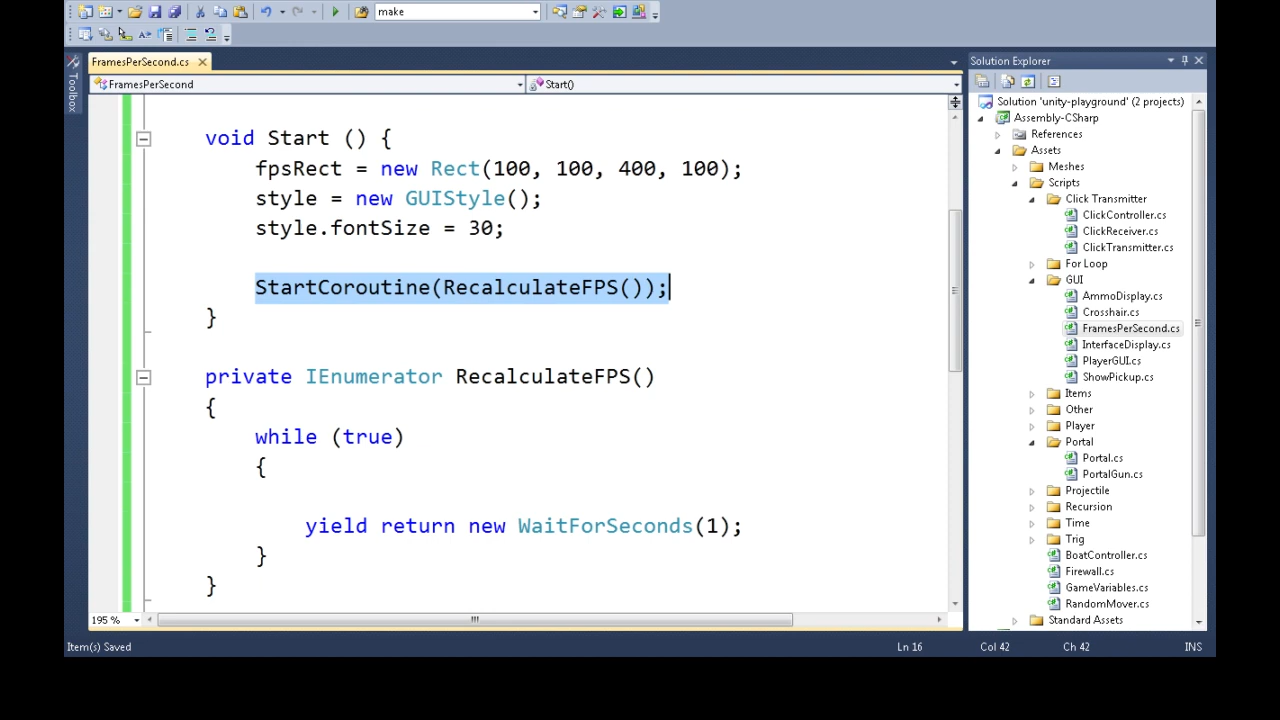 make
FramesPerSecond.cs
Toolbox
FramesPerSecond
Start()
void Start () {
fpsRect = new Rect(100, 100, 400, 100);
style = new GUIStyle();
style.fontSize = 30;
StartCoroutine(RecalculateFPS());
}
private IEnumerator RecalculateFPS()
{
while (true)
{
yield return new WaitForSeconds(1);
}
}
195 %
Solution Explorer
Solution 'unity-playground' (2 projects)
Assembly-CSharp
References
Assets
Meshes
Scripts
Click Transmitter
ClickController.cs
ClickReceiver.cs
ClickTransmitter.cs
For Loop
GUI
AmmoDisplay.cs
Crosshair.cs
FramesPerSecond.cs
InterfaceDisplay.cs
PlayerGUI.cs
ShowPickup.cs
Items
Other
Player
Portal
Portal.cs
PortalGun.cs
Projectile
Recursion
Time
Trig
BoatController.cs
Firewall.cs
GameVariables.cs
RandomMover.cs
Standard Assets
Item(s) Saved
Ln 16
Col 42
Ch 42
INS